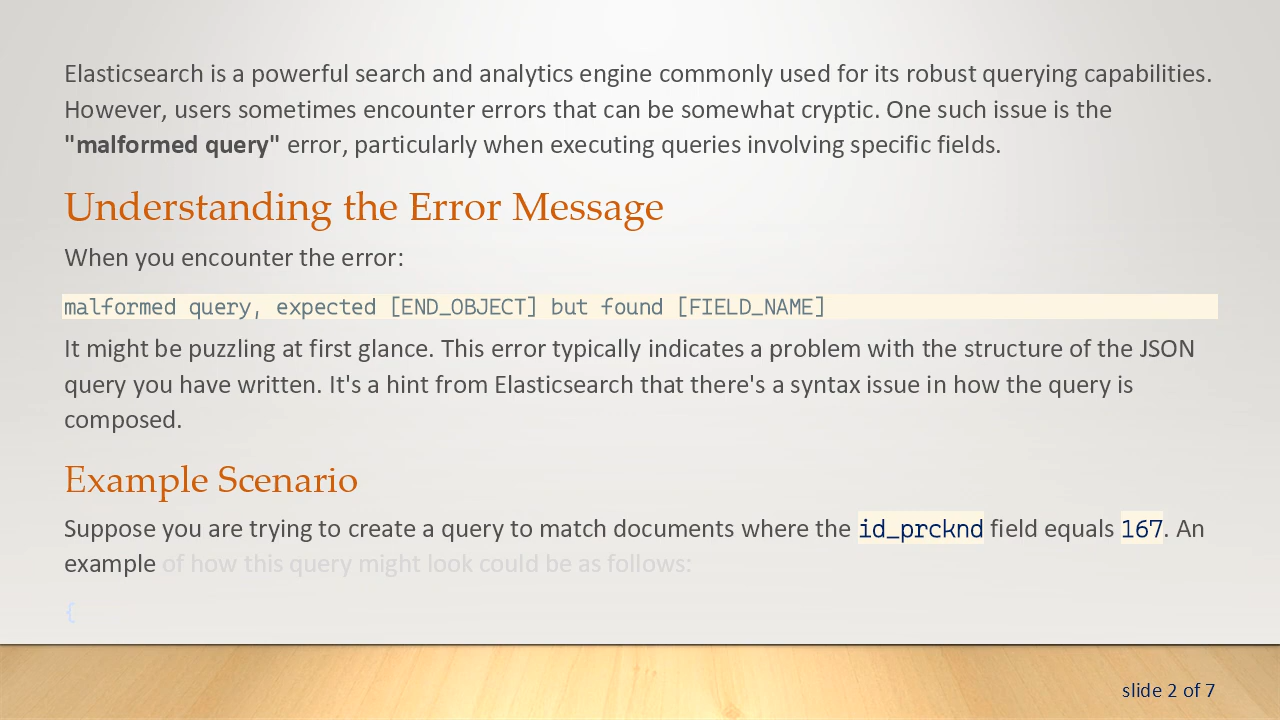 Elasticsearch is a powerful search and analytics engine commonly used for its robust querying capabilities.
However, users sometimes encounter errors that can be somewhat cryptic. One such issue is the
"malformed query" error, particularly when executing queries involving specific fields.
Understanding the Error Message
When you encounter the error:
malformed query, expected [END_OBJECT] but found [FIELD_NAME]
It might be puzzling at first glance. This error typically indicates a problem with the structure of the JSON
query you have written. It's a hint from Elasticsearch that there's a syntax issue in how the query is
composed.
Example Scenario
Suppose you are trying to create a query to match documents where the id_prcknd field equals 167. An
example of how this query might look could be as follows:
{
slide 2 of 7